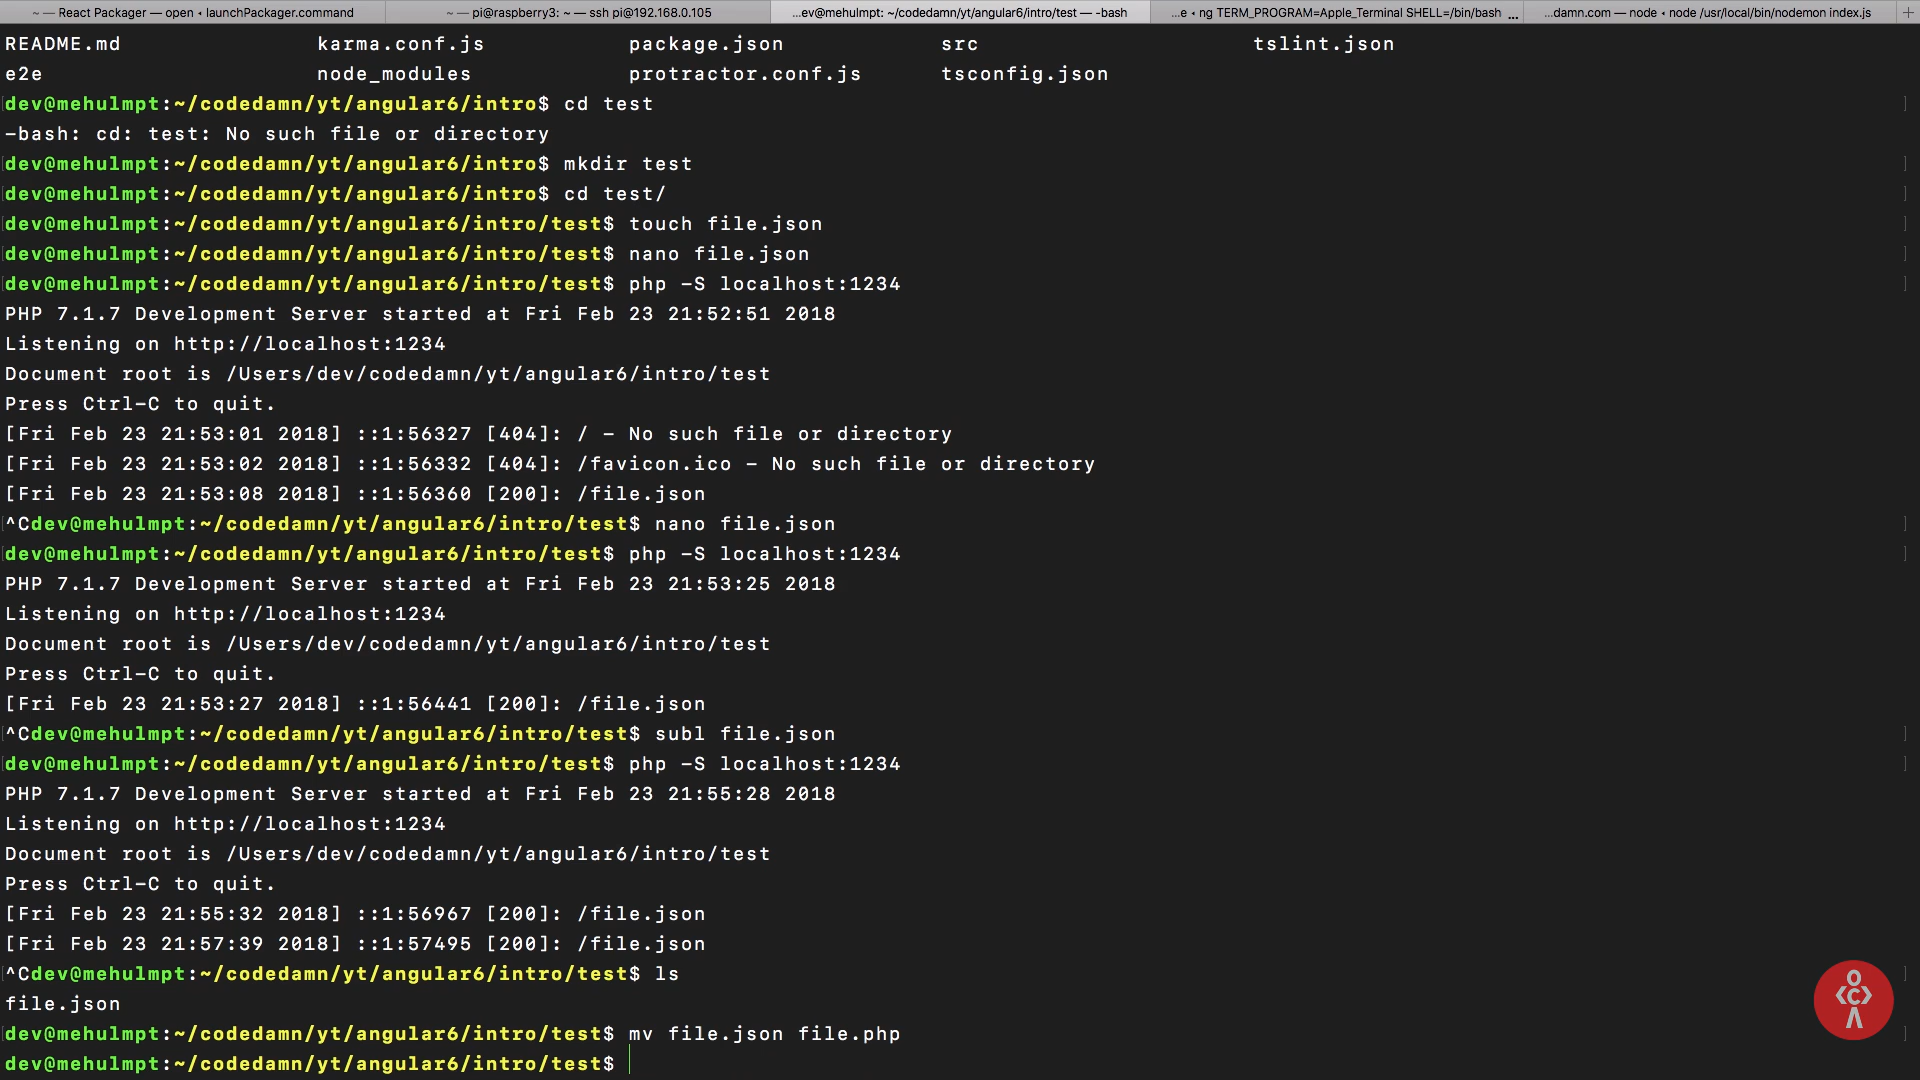 ~ — React Packager — open ‹ launchPackager.command
~ — pi@raspberry3: ~ — ssh pi@192.168.0.105
...ev@mehulmpt: ~/codedamn/yt/angular6/intro/test — -bash
...e ‹ ng TERM_PROGRAM=Apple_Terminal SHELL=/bin/bash ...
...damn.com — node ‹ node /usr/local/bin/nodemon index.js
README.md karma.conf.js package.json src tslint.json
e2e node_modules protractor.conf.js tsconfig.json
dev@mehulmpt:~/codedamn/yt/angular6/intro$ cd test
-bash: cd: test: No such file or directory
dev@mehulmpt:~/codedamn/yt/angular6/intro$ mkdir test
dev@mehulmpt:~/codedamn/yt/angular6/intro$ cd test/
dev@mehulmpt:~/codedamn/yt/angular6/intro/test$ touch file.json
dev@mehulmpt:~/codedamn/yt/angular6/intro/test$ nano file.json
dev@mehulmpt:~/codedamn/yt/angular6/intro/test$ php -S localhost:1234
PHP 7.1.7 Development Server started at Fri Feb 23 21:52:51 2018
Listening on http://localhost:1234
Document root is /Users/dev/codedamn/yt/angular6/intro/test
Press Ctrl-C to quit.
[Fri Feb 23 21:53:01 2018] ::1:56327 [404]: / - No such file or directory
[Fri Feb 23 21:53:02 2018] ::1:56332 [404]: /favicon.ico - No such file or directory
[Fri Feb 23 21:53:08 2018] ::1:56360 [200]: /file.json
^Cdev@mehulmpt:~/codedamn/yt/angular6/intro/test$ nano file.json
dev@mehulmpt:~/codedamn/yt/angular6/intro/test$ php -S localhost:1234
PHP 7.1.7 Development Server started at Fri Feb 23 21:53:25 2018
Listening on http://localhost:1234
Document root is /Users/dev/codedamn/yt/angular6/intro/test
Press Ctrl-C to quit.
[Fri Feb 23 21:53:27 2018] ::1:56441 [200]: /file.json
^Cdev@mehulmpt:~/codedamn/yt/angular6/intro/test$ subl file.json
dev@mehulmpt:~/codedamn/yt/angular6/intro/test$ php -S localhost:1234
PHP 7.1.7 Development Server started at Fri Feb 23 21:55:28 2018
Listening on http://localhost:1234
Document root is /Users/dev/codedamn/yt/angular6/intro/test
Press Ctrl-C to quit.
[Fri Feb 23 21:55:32 2018] ::1:56967 [200]: /file.json
[Fri Feb 23 21:57:39 2018] ::1:57495 [200]: /file.json
^Cdev@mehulmpt:~/codedamn/yt/angular6/intro/test$ ls
file.json
dev@mehulmpt:~/codedamn/yt/angular6/intro/test$ mv file.json file.php
dev@mehulmpt:~/codedamn/yt/angular6/intro/test$